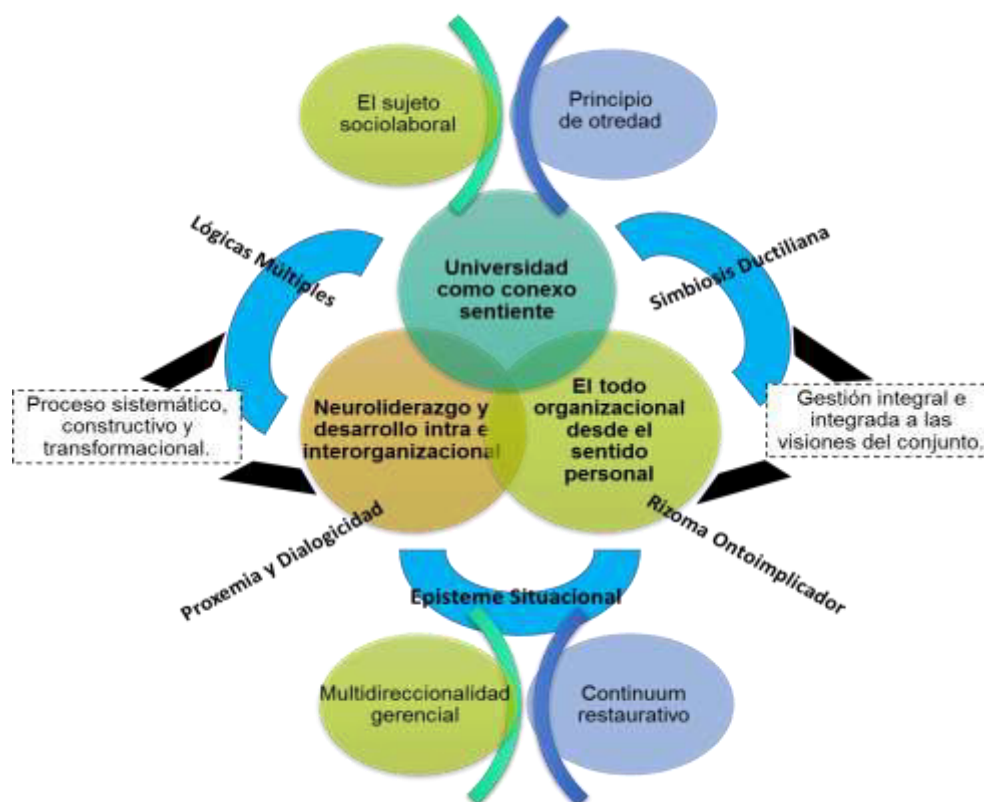 El sujeto
sociolaboral
Principio
de otredad
Lógicas Múltiples
Simbiosis Ductiliana
Universidad
como conexo
sentiente
Proceso sistemático,
constructivo y
transformacional.
Neuroliderazgo y
desarrollo intra e
interorganizacional
El todo
organizacional
desde el
sentido
personal
Gestión integral e
integrada a las
visiones del conjunto.
Proxemia y Dialogicidad
Rizoma Ontoimplicador
Episteme Situacional
Multidireccionalidad
gerencial
Continuum
restaurativo